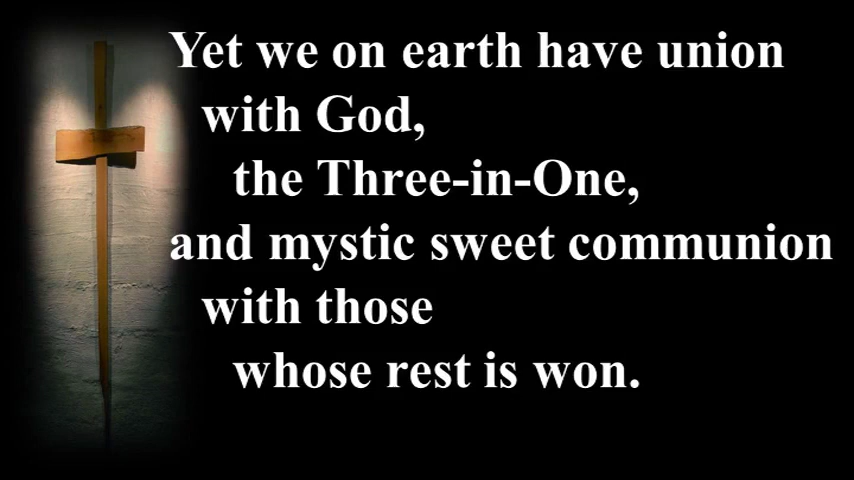 Yet we on earth have union
with God,
the Three-in-One,
and mystic sweet communion
with those
whose rest is won.